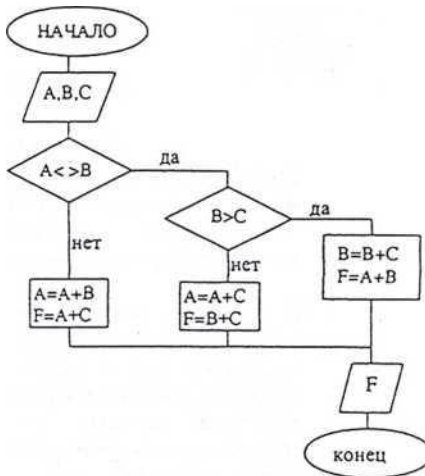 НАЧАЛО
A,B,C
A< >B
да
B>C
да
нет
нет
A=A+B
F=A+C
A=A+C
F=B+C
B=B+C
F=A+B
F
конец